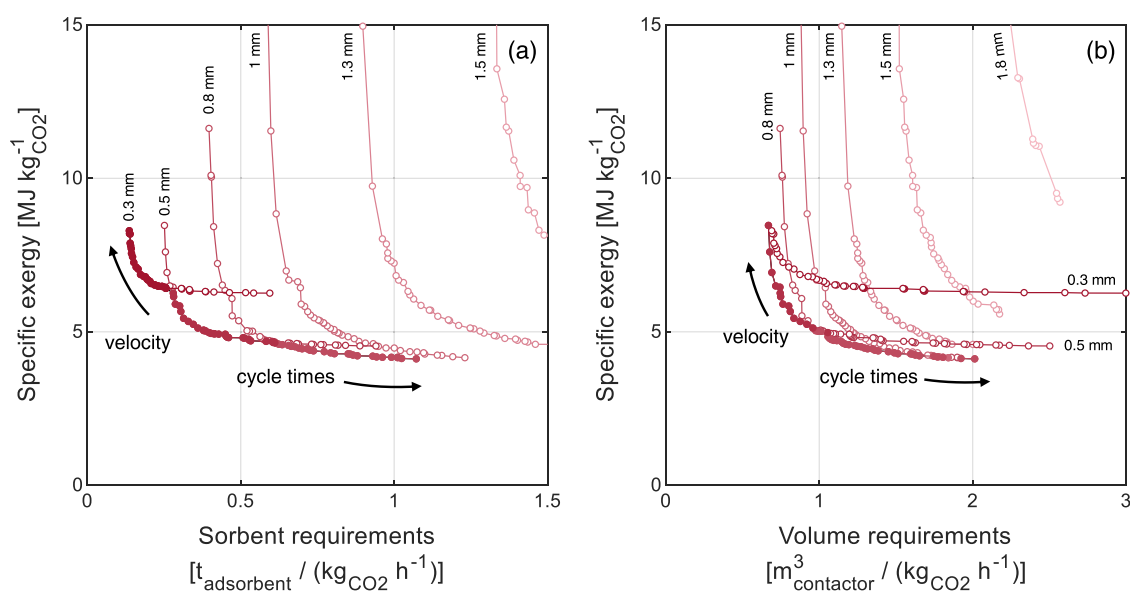 15
10
5
0
0
0.5
1
1.5
Specific exergy [MJ kg⁻¹CO2]
Sorbent requirements
[t adsorbent / (kgCO2 h⁻¹)]
(a)
0.3 mm
0.5 mm
0.8 mm
1 mm
1.3 mm
1.5 mm
velocity
cycle times
15
10
5
0
0
1
2
3
Specific exergy [MJ kg⁻¹CO2]
Volume requirements
[m³contactor / (kgCO2 h⁻¹)]
(b)
0.8 mm
1 mm
1.3 mm
1.5 mm
1.8 mm
0.3 mm
0.5 mm
velocity
cycle times